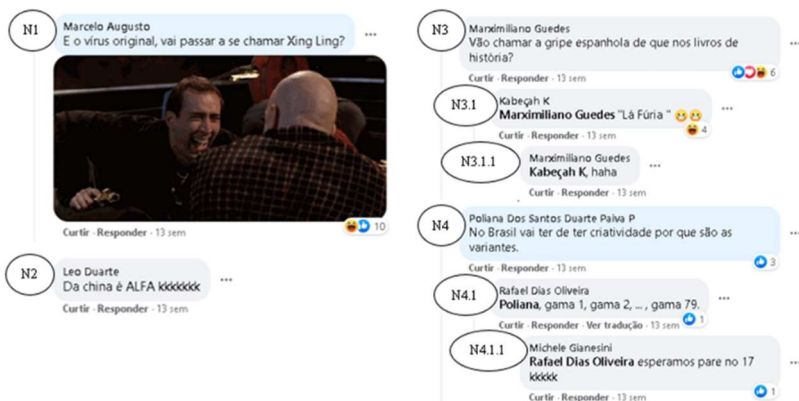 N1
Marcelo Augusto
E o vírus original, vai passar a se chamar Xing Ling?
Curtir · Responder · 13 sem
10
N2
Leo Duarte
Da china é ALFA kkkkkkk
Curtir · Responder · 13 sem
N3
Marximiliano Guedes
Vão chamar a gripe espanhola de que nos livros de
história?
Curtir · Responder · 13 sem
6
N3.1
Kabeçah K
Marximiliano Guedes "Lá Fúria "
Curtir · Responder · 13 sem
4
N3.1.1
Marximiliano Guedes
Kabeçah K, haha
Curtir · Responder · 13 sem
N4
Poliana Dos Santos Duarte Paiva P
No Brasil vai ter de ter criatividade por que são as
variantes.
Curtir · Responder · 13 sem
3
N4.1
Rafael Dias Oliveira
Poliana, gama 1, gama 2, ... , gama 79.
Curtir · Responder · Ver tradução · 13 sem
1
N4.1.1
Michele Gianesini
Rafael Dias Oliveira esperamos pare no 17
kkkkk
Curtir · Responder · 13 sem
1